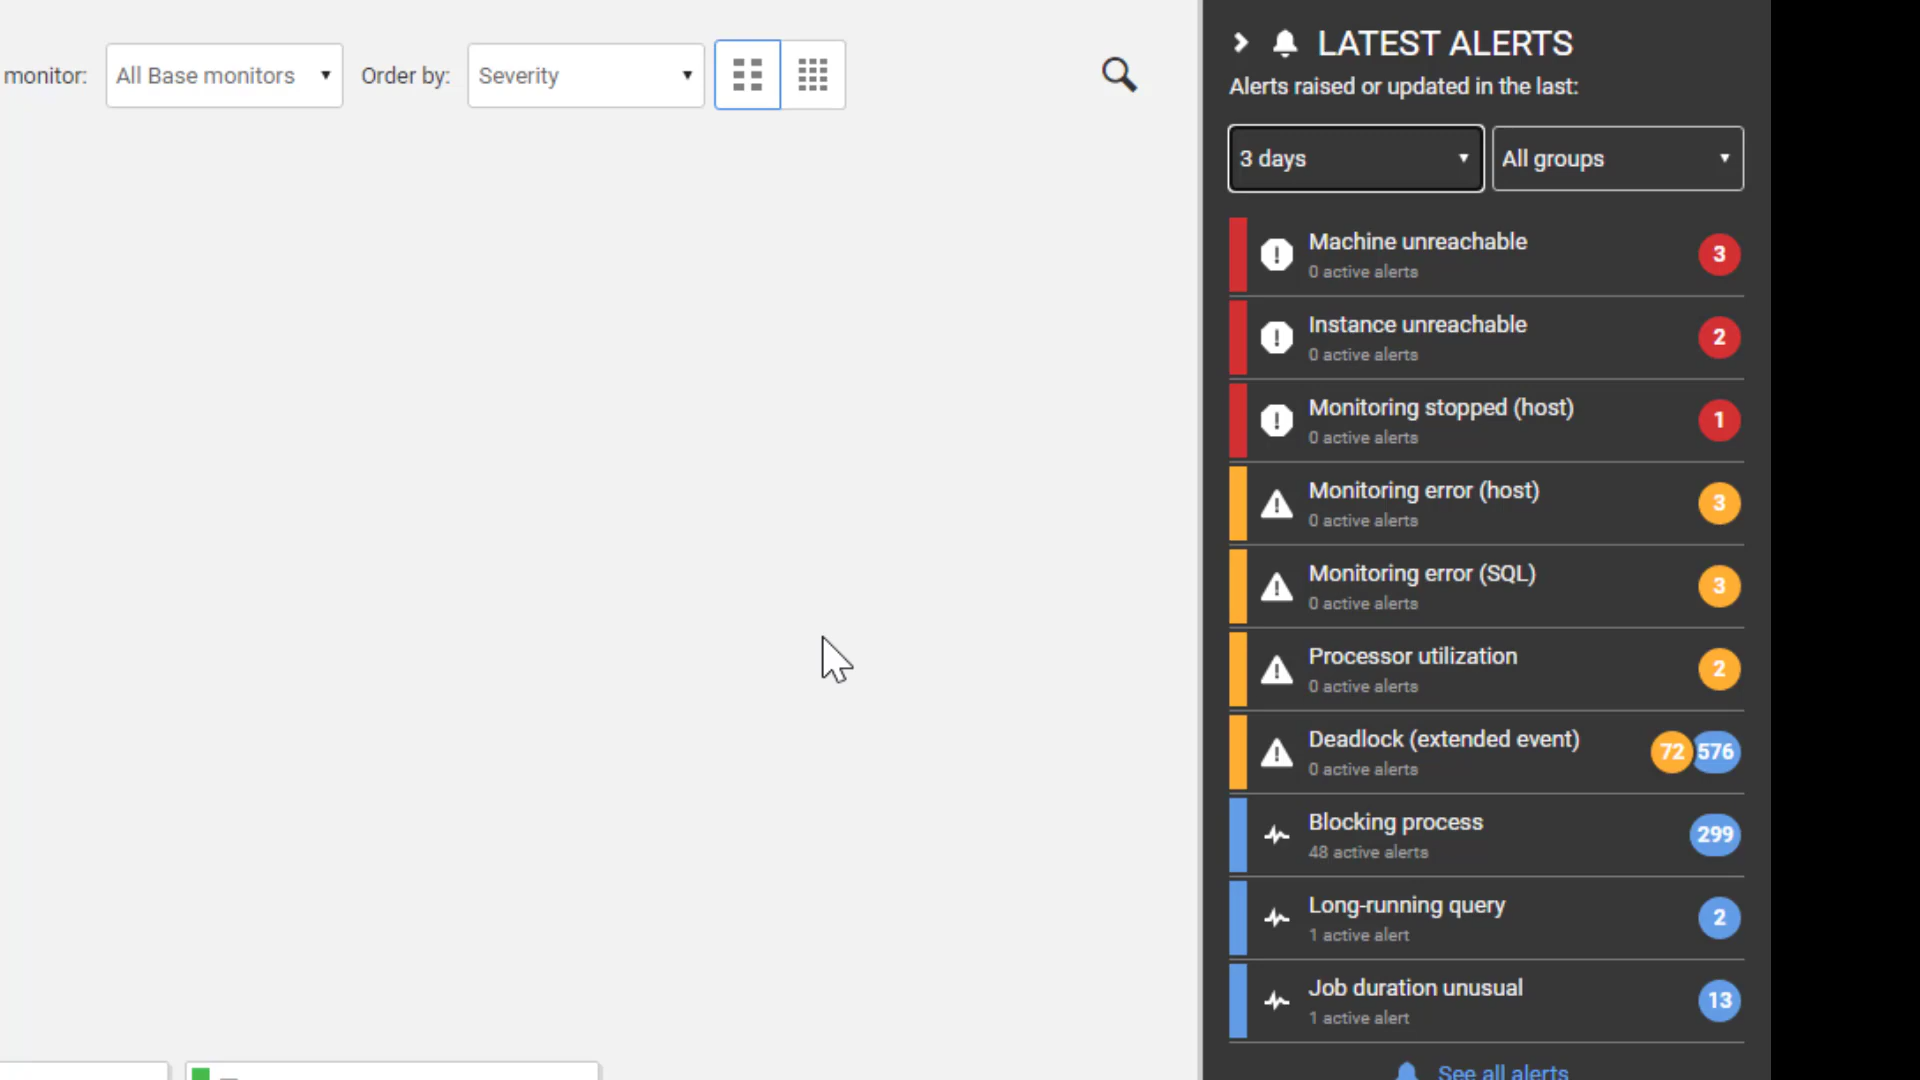 monitor: All Base monitors Order by: Severity
LATEST ALERTS
Alerts raised or updated in the last:
3 days All groups
Machine unreachable
0 active alerts
3
Instance unreachable
0 active alerts
2
Monitoring stopped (host)
0 active alerts
1
Monitoring error (host)
0 active alerts
3
Monitoring error (SQL)
0 active alerts
3
Processor utilization
0 active alerts
2
Deadlock (extended event)
0 active alerts
72 576
Blocking process
48 active alerts
299
Long-running query
1 active alert
2
Job duration unusual
1 active alert
13
See all alerts